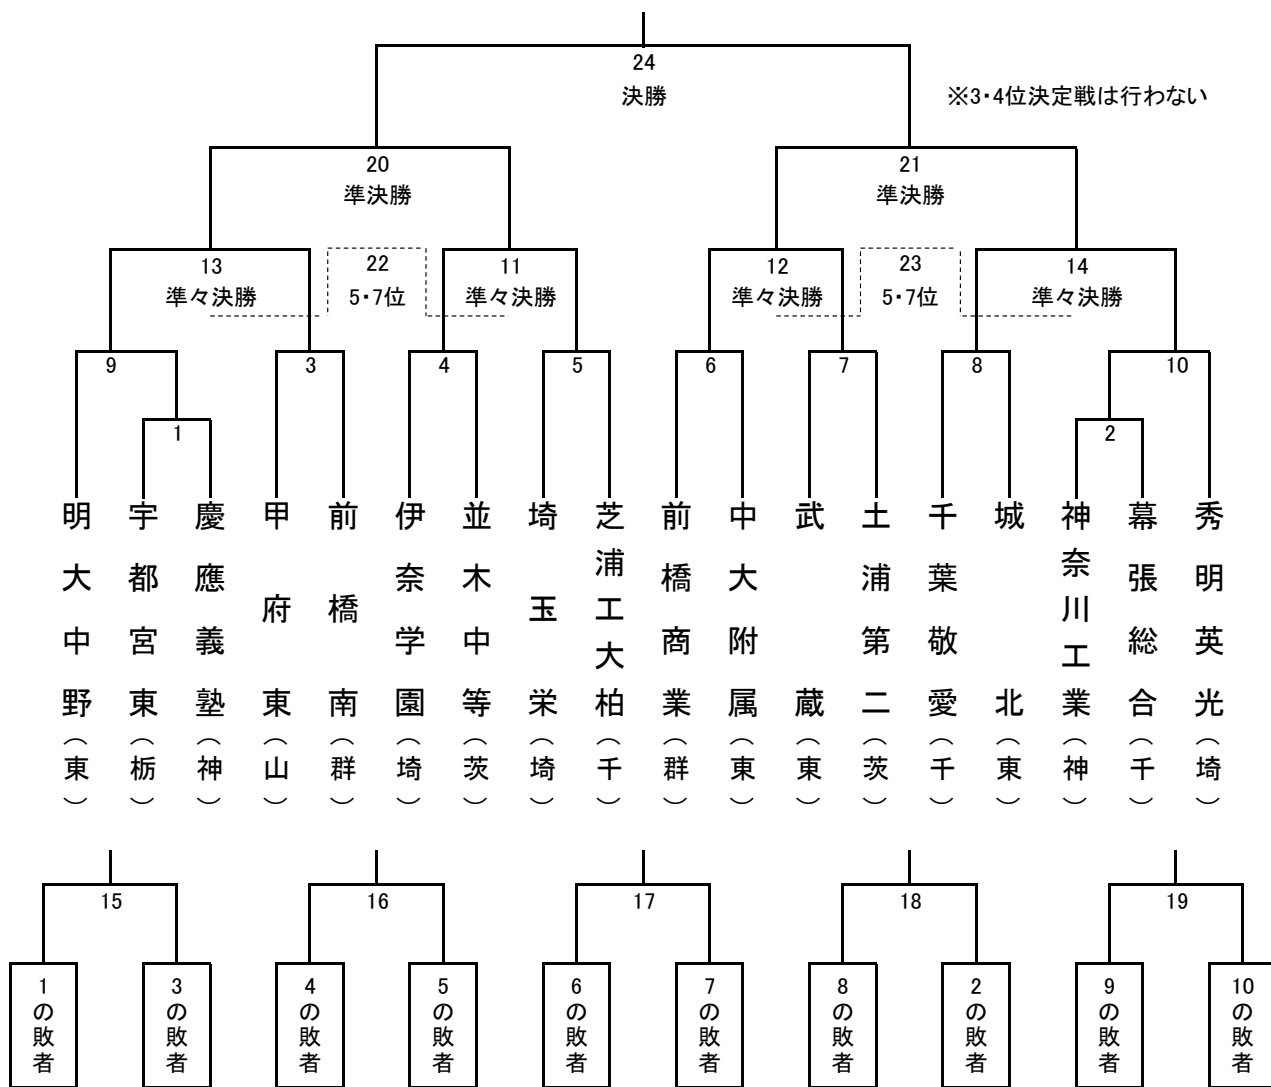 24
決勝
※3・4位決定戦は行わない
20
準決勝
21
準決勝
13
準々決勝
22
5・7位
11
準々決勝
12
準々決勝
23
5・7位
14
準々決勝
9
3
4
5
6
7
8
10
1
2
明大中野（東）
宇都宮東（栃）
慶應義塾（神）
甲府東（山）
前橋南（群）
伊奈学園（埼）
並木中等（茨）
埼玉栄（埼）
芝浦工大柏（千）
前橋商業（群）
中大附属（東）
武蔵（東）
土浦第二（茨）
千葉敬愛（千）
城北（東）
神奈川工業（神）
幕張総合（千）
秀明英光（埼）
15
16
17
18
19
1の敗者
3の敗者
4の敗者
5の敗者
6の敗者
7の敗者
8の敗者
2の敗者
9の敗者
10の敗者